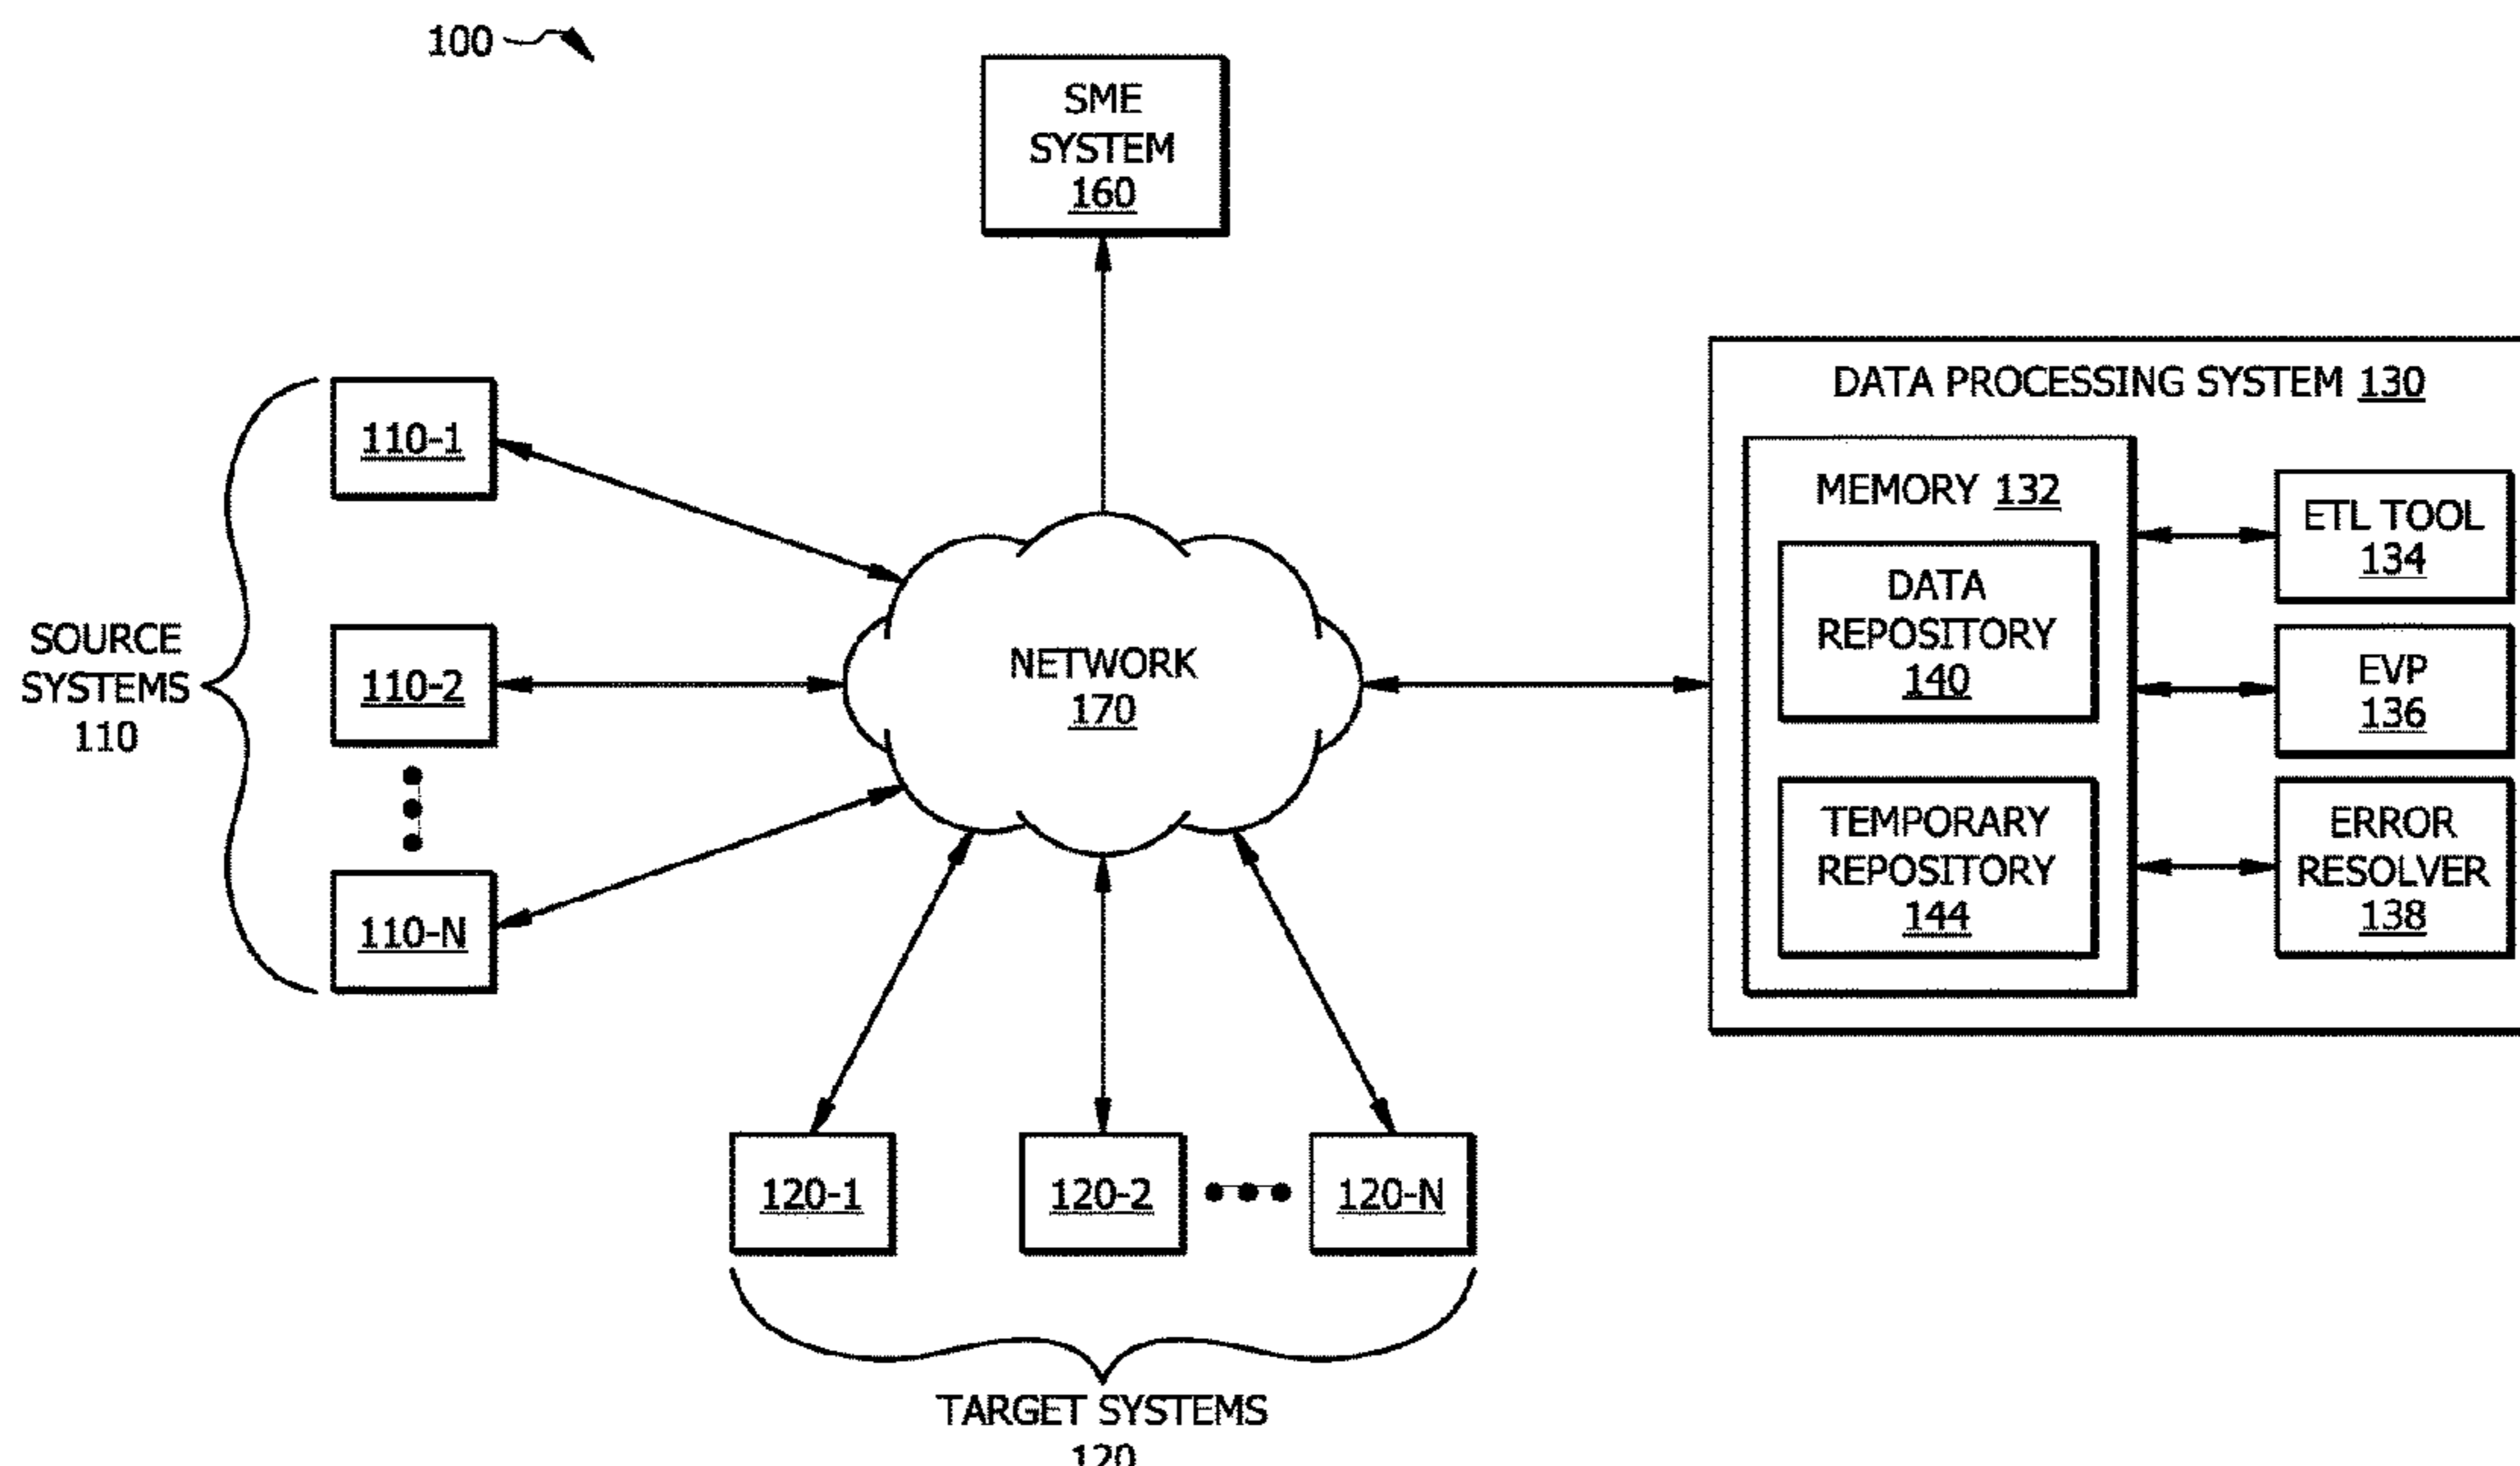 100
SME
SYSTEM
160
SOURCE
SYSTEMS
110
110-1
110-2
110-N
NETWORK
170
DATA PROCESSING SYSTEM 130
MEMORY 132
DATA
REPOSITORY
140
TEMPORARY
REPOSITORY
144
ETL TOOL
134
EVP
136
ERROR
RESOLVER
138
120-1
120-2
120-N
TARGET SYSTEMS
120